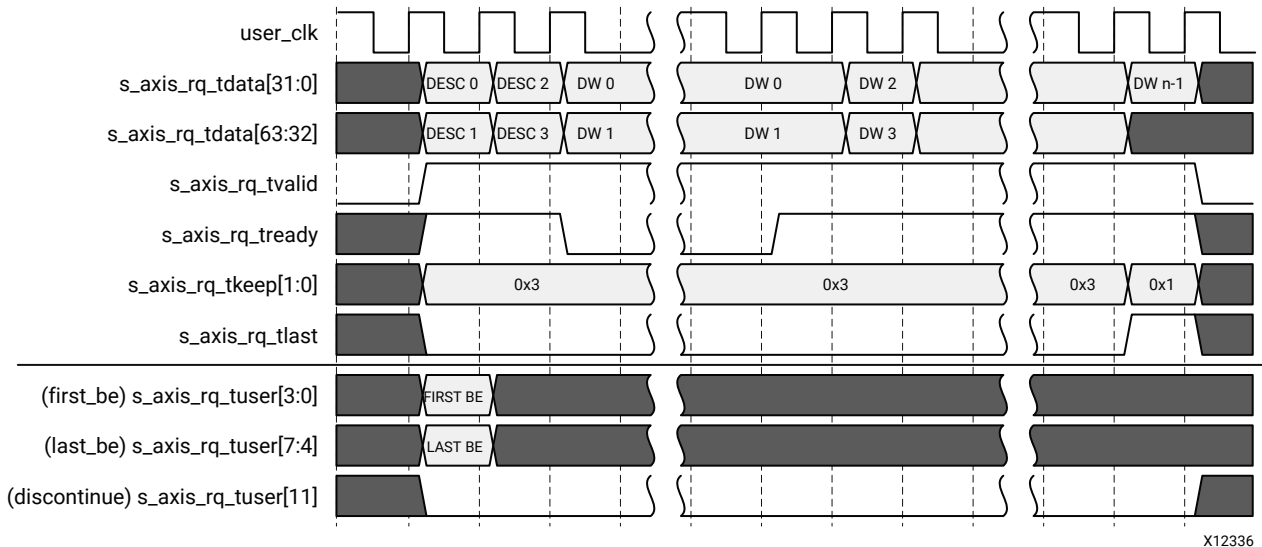 user_clk
s_axis_rq_tdata[31:0] DESC 0 DESC 2 DW 0 DW 0 DW 2 DW n-1
s_axis_rq_tdata[63:32] DESC 1 DESC 3 DW 1 DW 1 DW 3
s_axis_rq_tvalid
s_axis_rq_tready
s_axis_rq_tkeep[1:0] 0x3 0x3 0x3 0x1
s_axis_rq_tlast
(first_be) s_axis_rq_tuser[3:0] FIRST BE
(last_be) s_axis_rq_tuser[7:4] LAST BE
(discontinue) s_axis_rq_tuser[11]
X12336